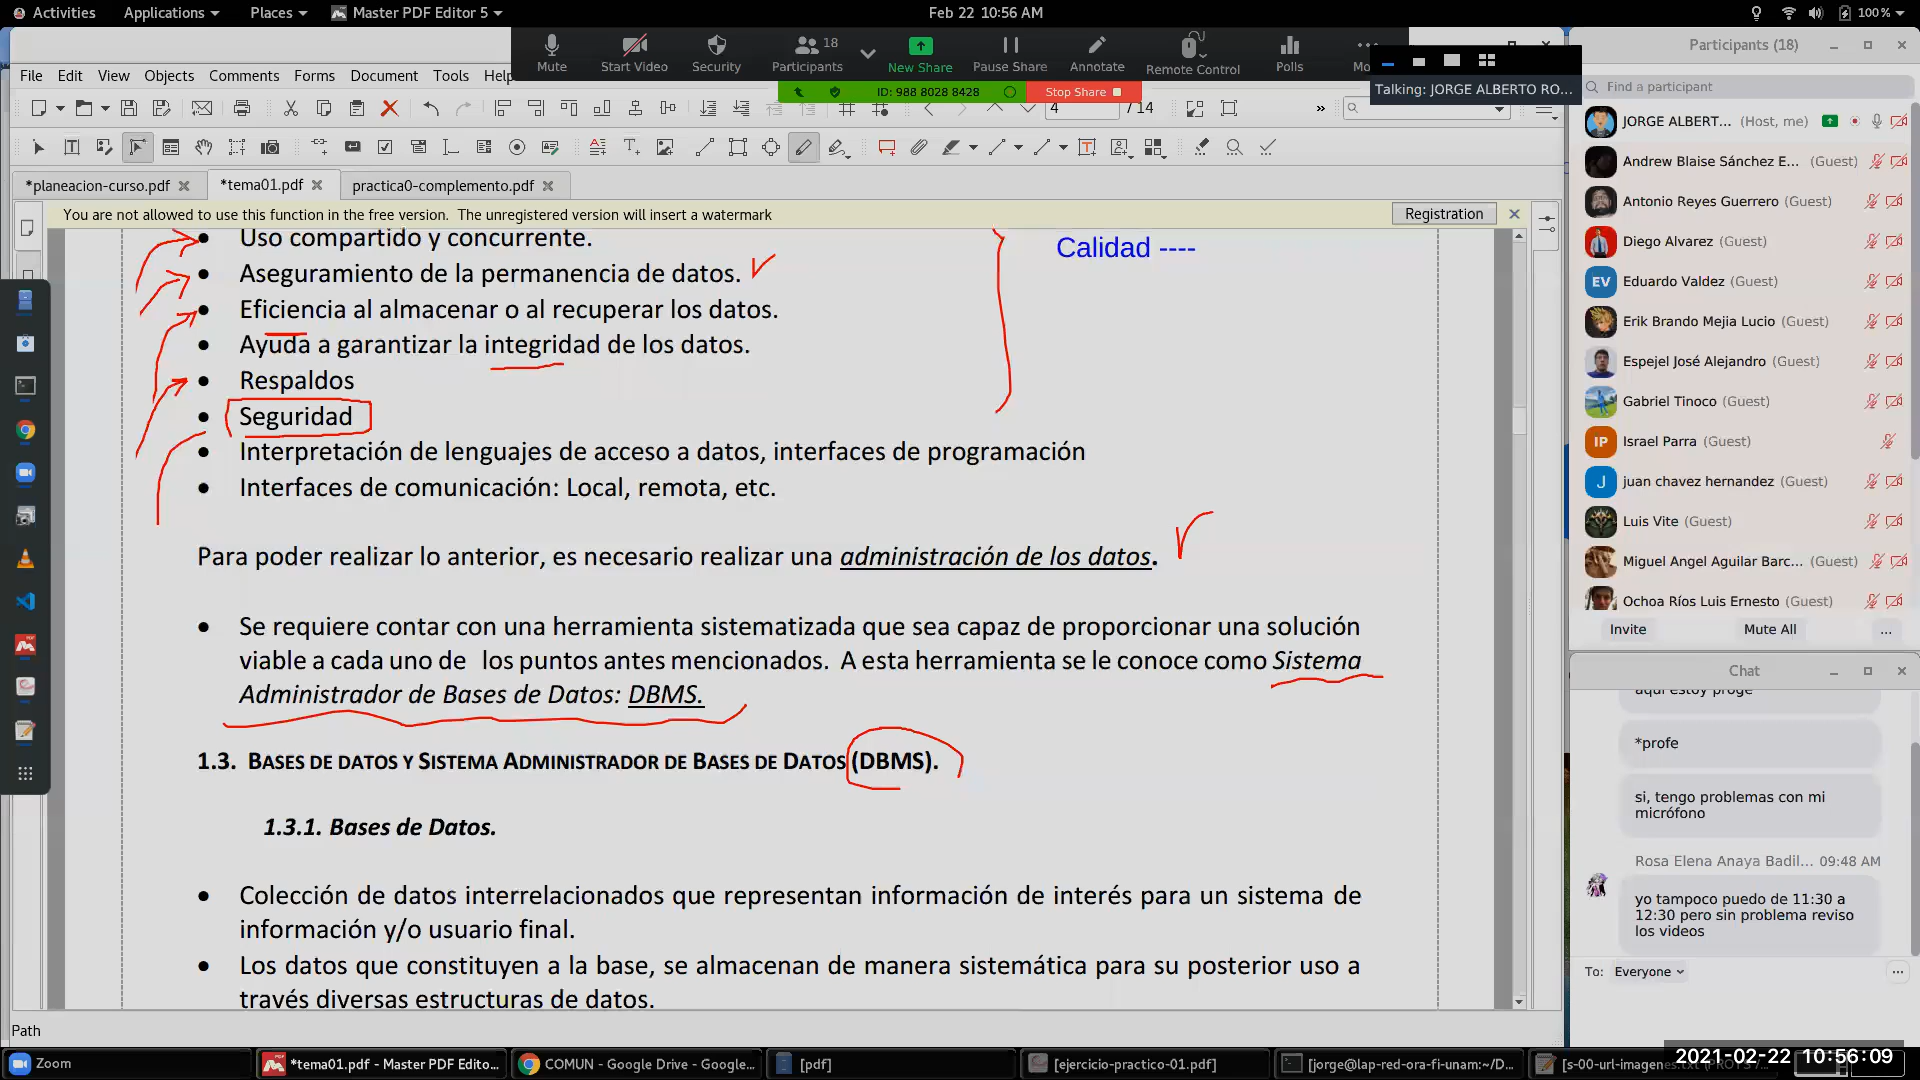 Activities
Applications
Places
Master PDF Editor 5
Feb 22 10:56 AM
100%
Mute
Start Video
Security
Participants
18
New Share
Pause Share
Annotate
Remote Control
Polls
ID: 988 8028 8428
Stop Share
Talking: JORGE ALBERTO RO...
File
Edit
View
Objects
Comments
Forms
Document
Tools
4
/ 14
*planeacion-curso.pdf
*tema01.pdf
practica0-complemento.pdf
You are not allowed to use this function in the free version. The unregistered version will insert a watermark
Registration
Uso compartido y concurrente.
Calidad ----
Aseguramiento de la permanencia de datos.
Eficiencia al almacenar o al recuperar los datos.
Ayuda a garantizar la integridad de los datos.
Respaldos
Seguridad
Interpretación de lenguajes de acceso a datos, interfaces de programación
Interfaces de comunicación: Local, remota, etc.
Para poder realizar lo anterior, es necesario realizar una administración de los datos.
Se requiere contar con una herramienta sistematizada que sea capaz de proporcionar una solución
viable a cada uno de los puntos antes mencionados. A esta herramienta se le conoce como Sistema
Administrador de Bases de Datos: DBMS.
1.3. BASES DE DATOS Y SISTEMA ADMINISTRADOR DE BASES DE DATOS (DBMS).
1.3.1. Bases de Datos.
Colección de datos interrelacionados que representan información de interés para un sistema de
información y/o usuario final.
Los datos que constituyen a la base, se almacenan de manera sistemática para su posterior uso a
través diversas estructuras de datos.
Path
Participants (18)
Find a participant
JORGE ALBERT... (Host, me)
Andrew Blaise Sánchez E... (Guest)
Antonio Reyes Guerrero (Guest)
Diego Alvarez (Guest)
EV Eduardo Valdez (Guest)
Erik Brando Mejia Lucio (Guest)
Espejel José Alejandro (Guest)
Gabriel Tinoco (Guest)
IP Israel Parra (Guest)
J juan chavez hernandez (Guest)
Luis Vite (Guest)
Miguel Angel Aguilar Barc... (Guest)
Ochoa Ríos Luis Ernesto (Guest)
Invite
Mute All
...
Chat
aqui estoy proge
*profe
si, tengo problemas con mi
micrófono
Rosa Elena Anaya Badil... 09:48 AM
yo tampoco puedo de 11:30 a
12:30 pero sin problema reviso
los videos
To: Everyone
Zoom
*tema01.pdf - Master PDF Edito...
COMUN - Google Drive - Google...
[pdf]
[ejercicio-practico-01.pdf]
[jorge@lap-red-ora-fi-unam:~/D...
2021-02-22 10:56:09